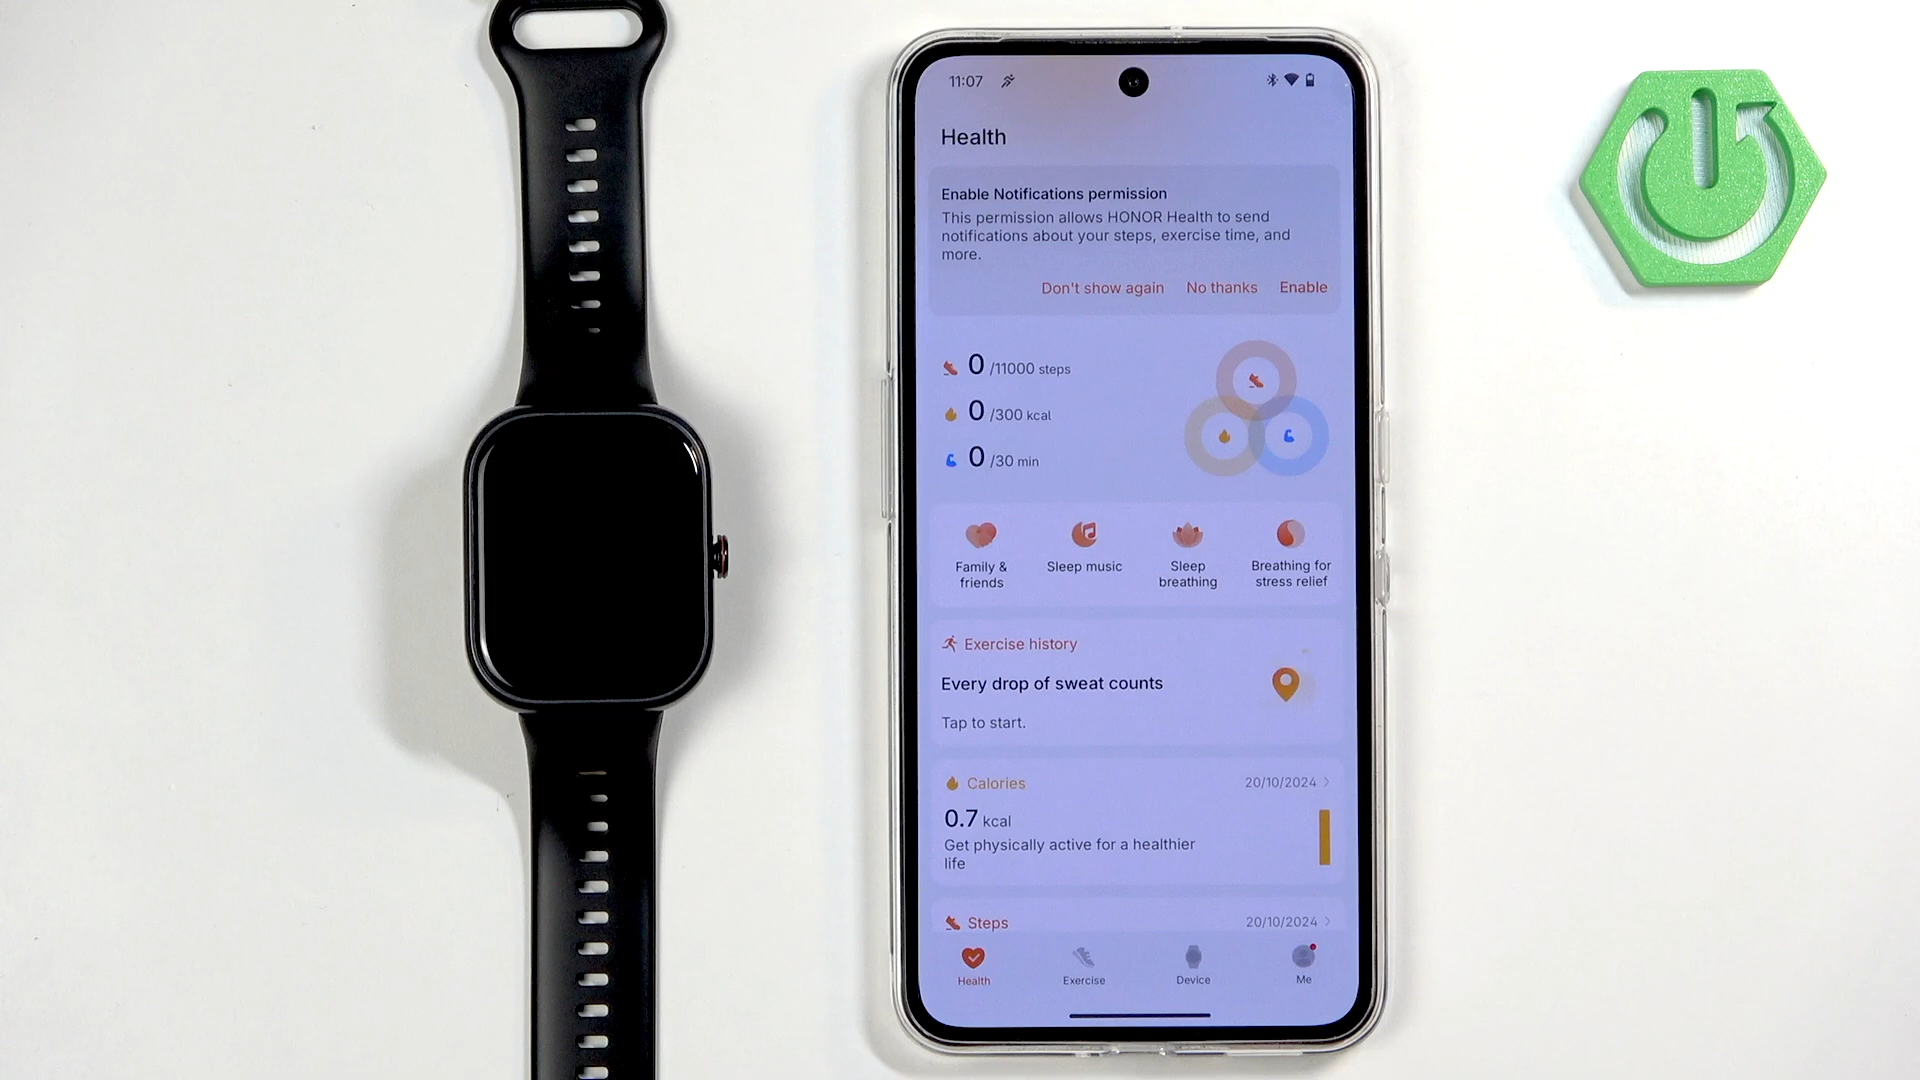 11:07
Health
Enable Notifications permission
This permission allows HONOR Health to send
notifications about your steps, exercise time, and
more.
Don't show again No thanks Enable
0 /11000 steps
0 /300 kcal
0 /30 min
Family &
friends
Sleep music
Sleep
breathing
Breathing for
stress relief
Exercise history
Every drop of sweat counts
Tap to start.
Calories 20/10/2024
0.7 kcal
Get physically active for a healthier
life
Steps 20/10/2024
Health Exercise Device Me